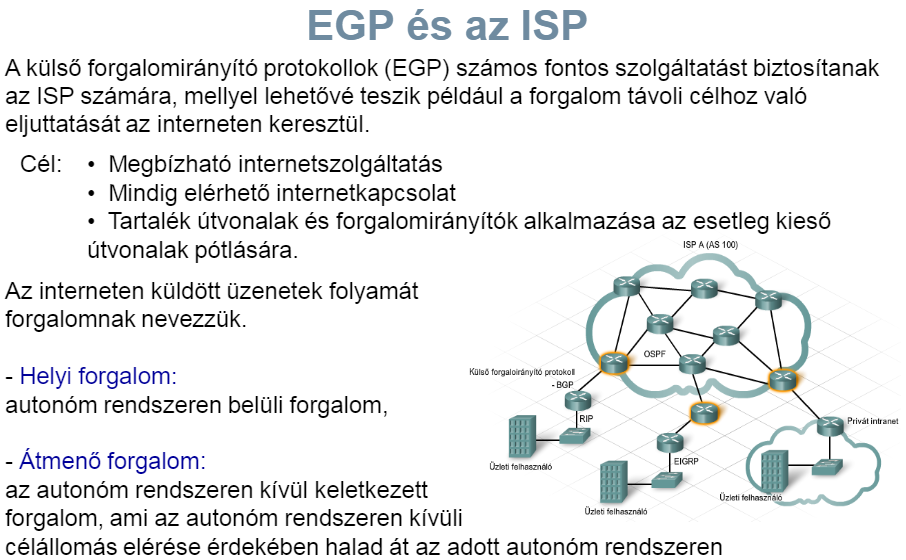 EGP és az ISP
A külső forgalomirányító protokollok (EGP) számos fontos szolgáltatást biztosítanak
az ISP számára, mellyel lehetővé teszik például a forgalom távoli célhoz való
eljuttatását az interneten keresztül.
Cél: • Megbízható internetszolgáltatás
• Mindig elérhető internetkapcsolat
• Tartalék útvonalak és forgalomirányítók alkalmazása az esetleg kieső
útvonalak pótlására.
Az interneten küldött üzenetek folyamát
forgalomnak nevezzük.
- Helyi forgalom:
autonóm rendszeren belüli forgalom,
- Átmenő forgalom:
az autonóm rendszeren kívül keletkezett
forgalom, ami az autonóm rendszeren kívüli
célállomás elérése érdekében halad át az adott autonóm rendszeren
ISP A (AS 100)
OSPF
Külső forgaloirányító protokoll
- BGP
RIP
Üzleti felhasználó
EIGRP
Üzleti felhasználó
Privát intranet
Üzleti felhasználó